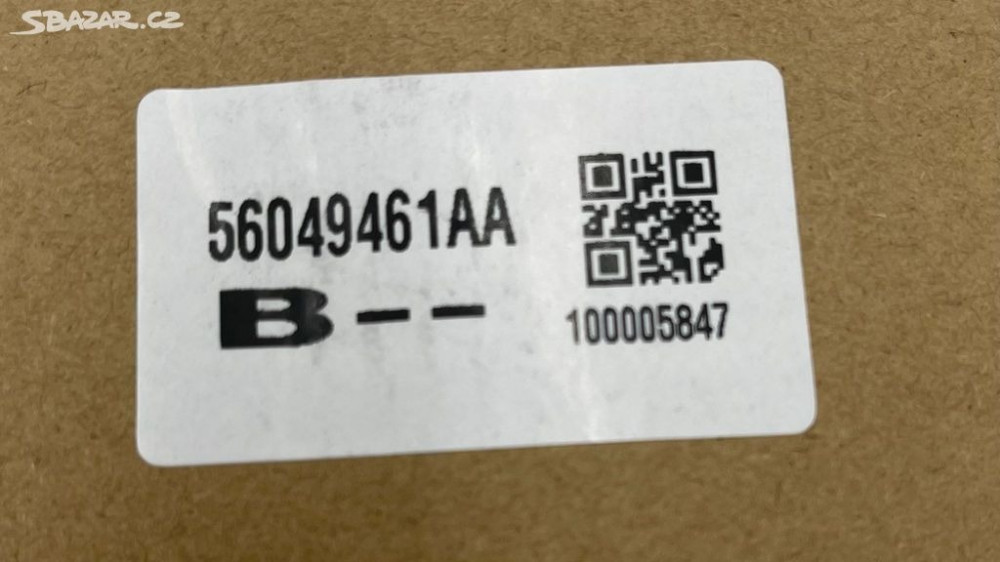 SBAZAR.CZ
56049461AA
B--
100005847